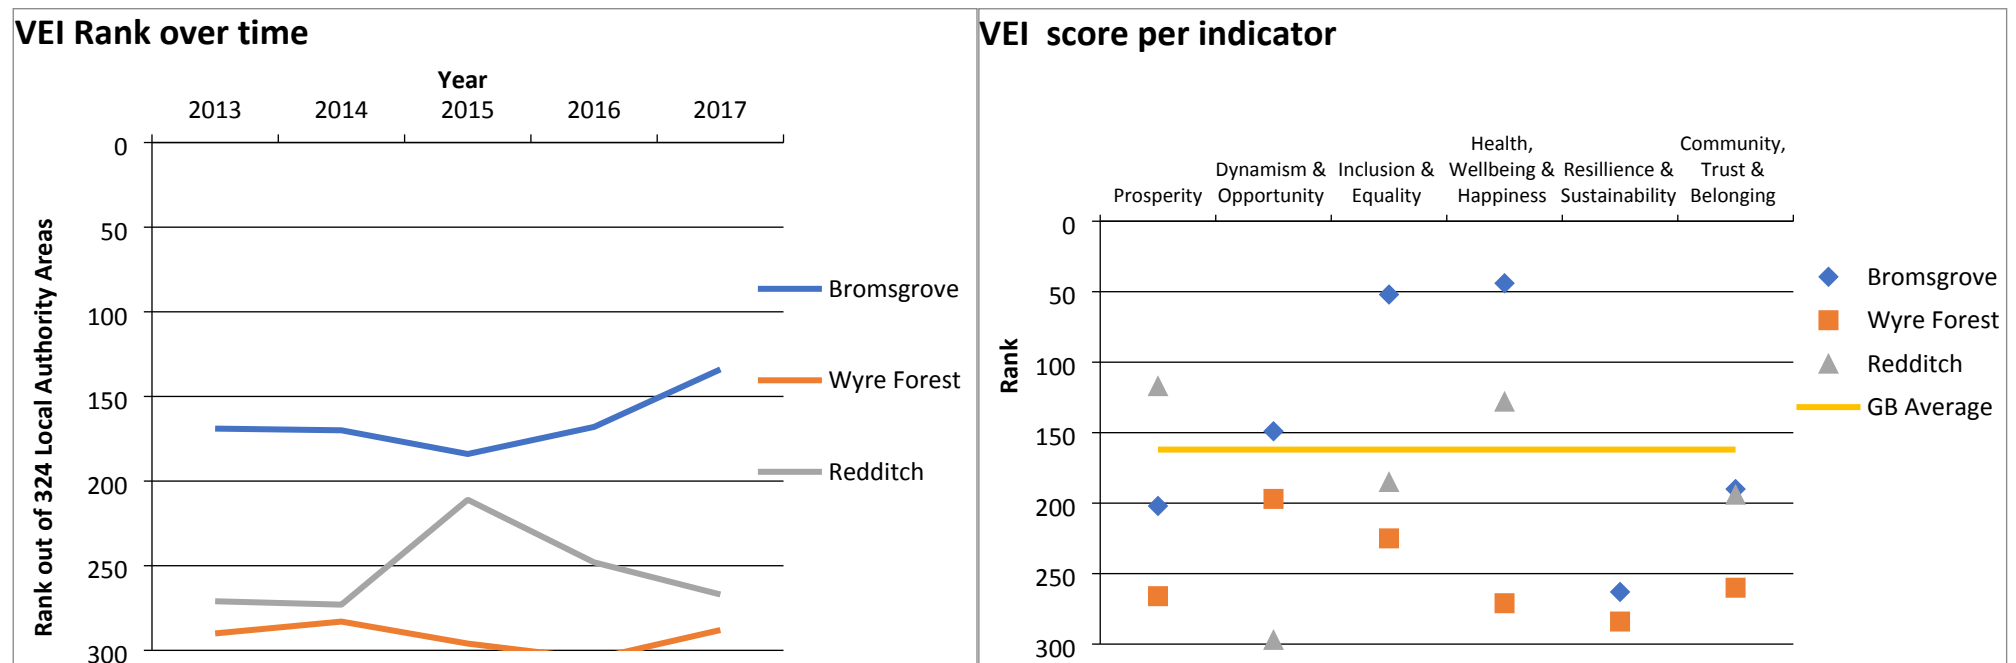 VEI Rank over time
Year
2013 2014 2015 2016 2017
0
50
100
150
200
250
300
Rank out of 324 Local Authority Areas
Bromsgrove
Wyre Forest
Redditch
VEI score per indicator
Prosperity
Dynamism &
Opportunity
Inclusion &
Equality
Health,
Wellbeing &
Happiness
Resillience &
Sustainability
Community,
Trust &
Belonging
0
50
100
150
200
250
300
Rank
Bromsgrove
Wyre Forest
Redditch
GB Average